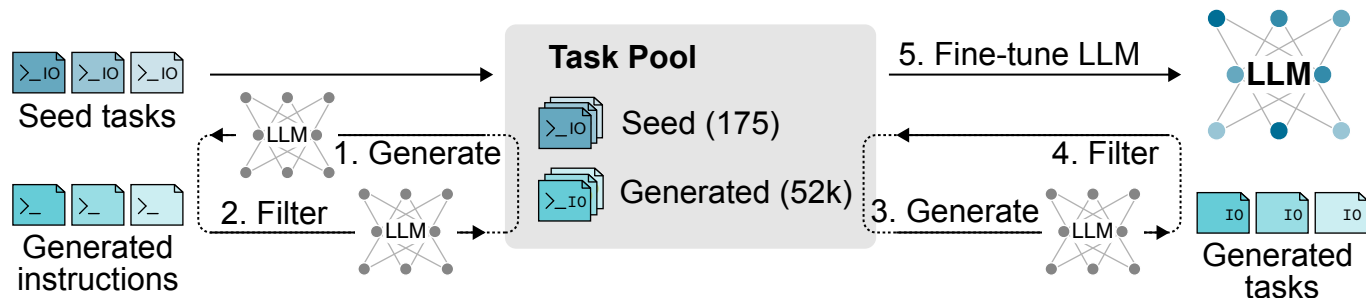 >_IO >_IO >_IO
Seed tasks
LLM
1. Generate
2. Filter
LLM
>_ >_ >_
Generated
instructions
Task Pool
>_IO Seed (175)
>_IO Generated (52k)
5. Fine-tune LLM
LLM
4. Filter
3. Generate
LLM
IO IO IO
Generated
tasks